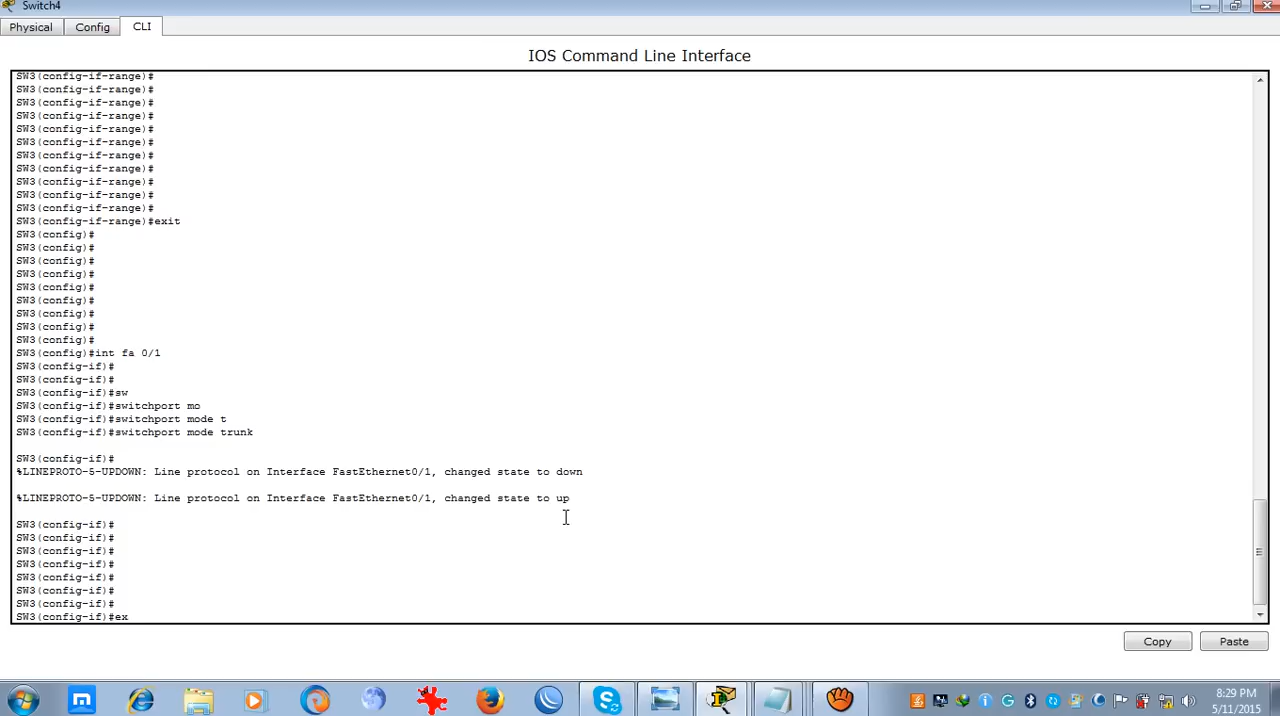 Switch4
Physical
Config
CLI
IOS Command Line Interface
SW3(config-if-range)#
SW3(config-if-range)#
SW3(config-if-range)#
SW3(config-if-range)#
SW3(config-if-range)#
SW3(config-if-range)#
SW3(config-if-range)#
SW3(config-if-range)#
SW3(config-if-range)#
SW3(config-if-range)#
SW3(config-if-range)#
SW3(config-if-range)#exit
SW3(config)#
SW3(config)#
SW3(config)#
SW3(config)#
SW3(config)#
SW3(config)#
SW3(config)#
SW3(config)#
SW3(config)#
SW3(config)#int fa 0/1
SW3(config-if)#
SW3(config-if)#
SW3(config-if)#sw
SW3(config-if)#switchport mo
SW3(config-if)#switchport mode t
SW3(config-if)#switchport mode trunk
SW3(config-if)#
%LINEPROTO-5-UPDOWN: Line protocol on Interface FastEthernet0/1, changed state to down
%LINEPROTO-5-UPDOWN: Line protocol on Interface FastEthernet0/1, changed state to up
SW3(config-if)#
SW3(config-if)#
SW3(config-if)#
SW3(config-if)#
SW3(config-if)#
SW3(config-if)#
SW3(config-if)#
SW3(config-if)#ex
Copy
Paste
8:29 PM
5/11/2015